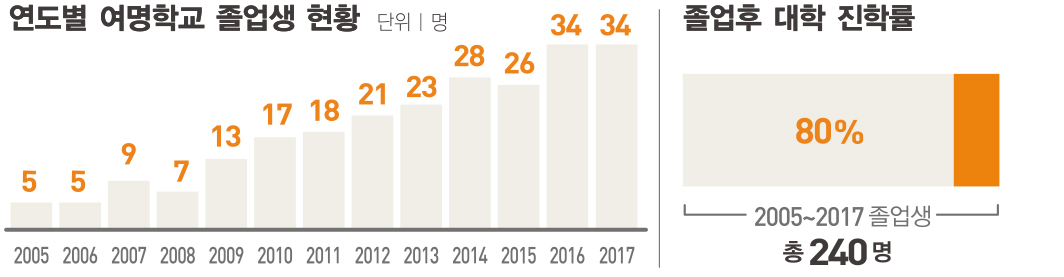 연도별 여명학교 졸업생 현황 단위 | 명
5 5 9 7 13 17 18 21 23 28 26 34 34
2005 2006 2007 2008 2009 2010 2011 2012 2013 2014 2015 2016 2017
졸업후 대학 진학률
80%
2005~2017 졸업생
총 240 명